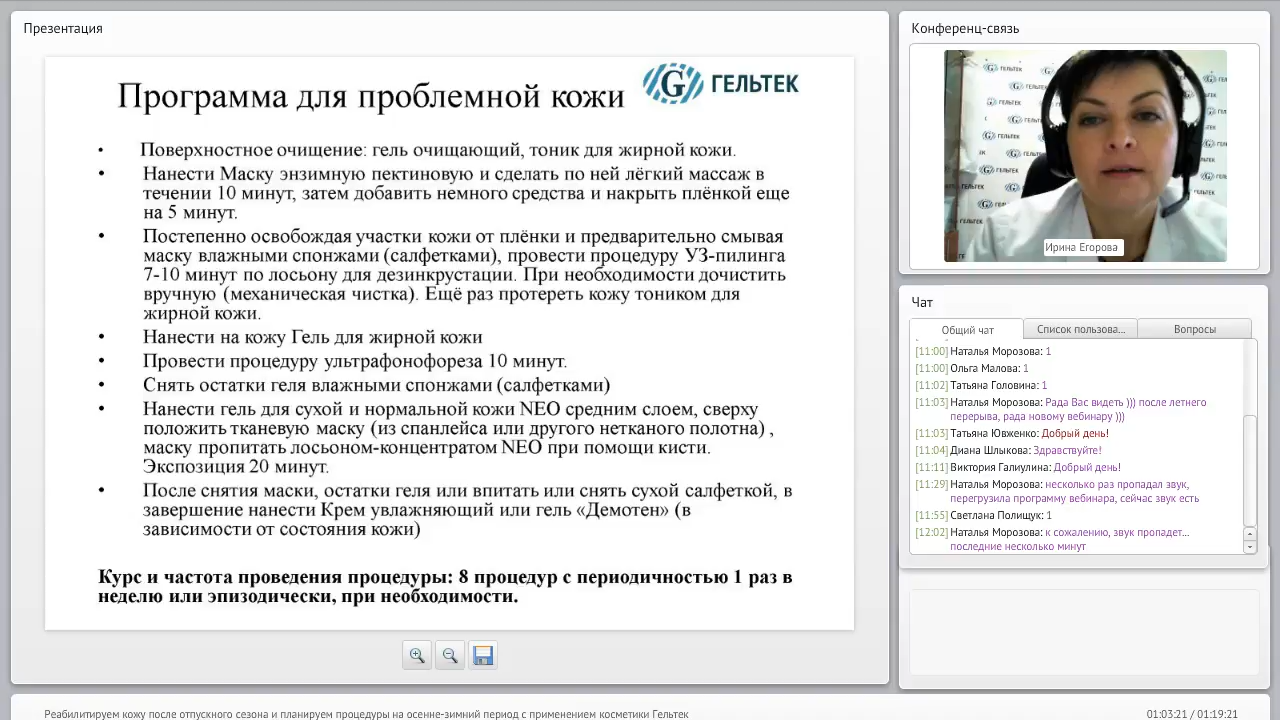 Презентация
Программа для проблемной кожи
G ГЕЛЬТЕК
• Поверхностное очищение: гель очищающий, тоник для жирной кожи.
• Нанести Маску энзимную пектиновую и сделать по ней лёгкий массаж в
течении 10 минут, затем добавить немного средства и накрыть плёнкой еще
на 5 минут.
• Постепенно освобождая участки кожи от плёнки и предварительно смывая
маску влажными спонжами (салфетками), провести процедуру УЗ-пилинга
7-10 минут по лосьону для дезинкрустации. При необходимости дочистить
вручную (механическая чистка). Ещё раз протереть кожу тоником для
жирной кожи.
• Нанести на кожу Гель для жирной кожи
• Провести процедуру ультрафонофореза 10 минут.
• Снять остатки геля влажными спонжами (салфетками)
• Нанести гель для сухой и нормальной кожи NEO средним слоем, сверху
положить тканевую маску (из спанлейса или другого нетканого полотна) ,
маску пропитать лосьоном-концентратом NEO при помощи кисти.
Экспозиция 20 минут.
• После снятия маски, остатки геля или впитать или снять сухой салфеткой, в
завершение нанести Крем увлажняющий или гель «Демотен» (в
зависимости от состояния кожи)
Курс и частота проведения процедуры: 8 процедур с периодичностью 1 раз в
неделю или эпизодически, при необходимости.
Конференц-связь
ГЕЛЬТЕК
Ирина Егорова
Чат
Общий чат
Список пользова...
Вопросы
[11:00] Наталья Морозова: 1
[11:00] Ольга Малова: 1
[11:02] Татьяна Головина: 1
[11:03] Наталья Морозова: Рада Вас видеть ))) после летнего
перерыва, рада новому вебинару )))
[11:03] Татьяна Ювженко: Добрый день!
[11:04] Диана Шлыкова: Здравствуйте!
[11:11] Виктория Галиулина: Добрый день!
[11:29] Наталья Морозова: несколько раз пропадал звук,
перегрузила программу вебинара, сейчас звук есть
[11:55] Светлана Полищук: 1
[12:02] Наталья Морозова: к сожалению, звук пропадет...
последние несколько минут
Реабилитируем кожу после отпускного сезона и планируем процедуры на осенне-зимний период с применением косметики Гельтек
01:03:21 / 01:19:21